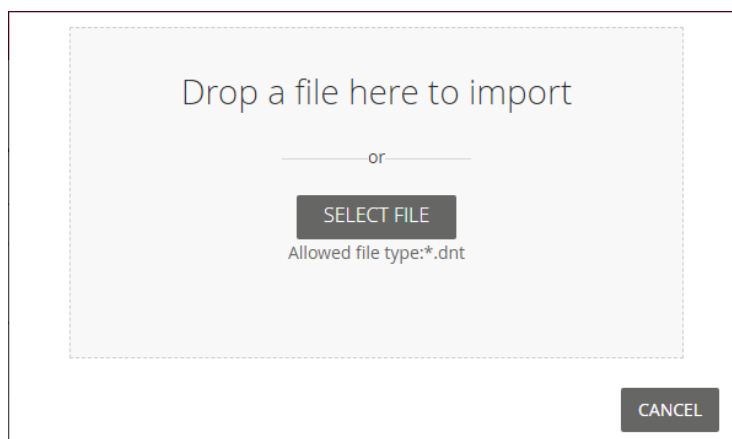 Drop a file here to import
or
SELECT FILE
Allowed file type:*.dnt
CANCEL